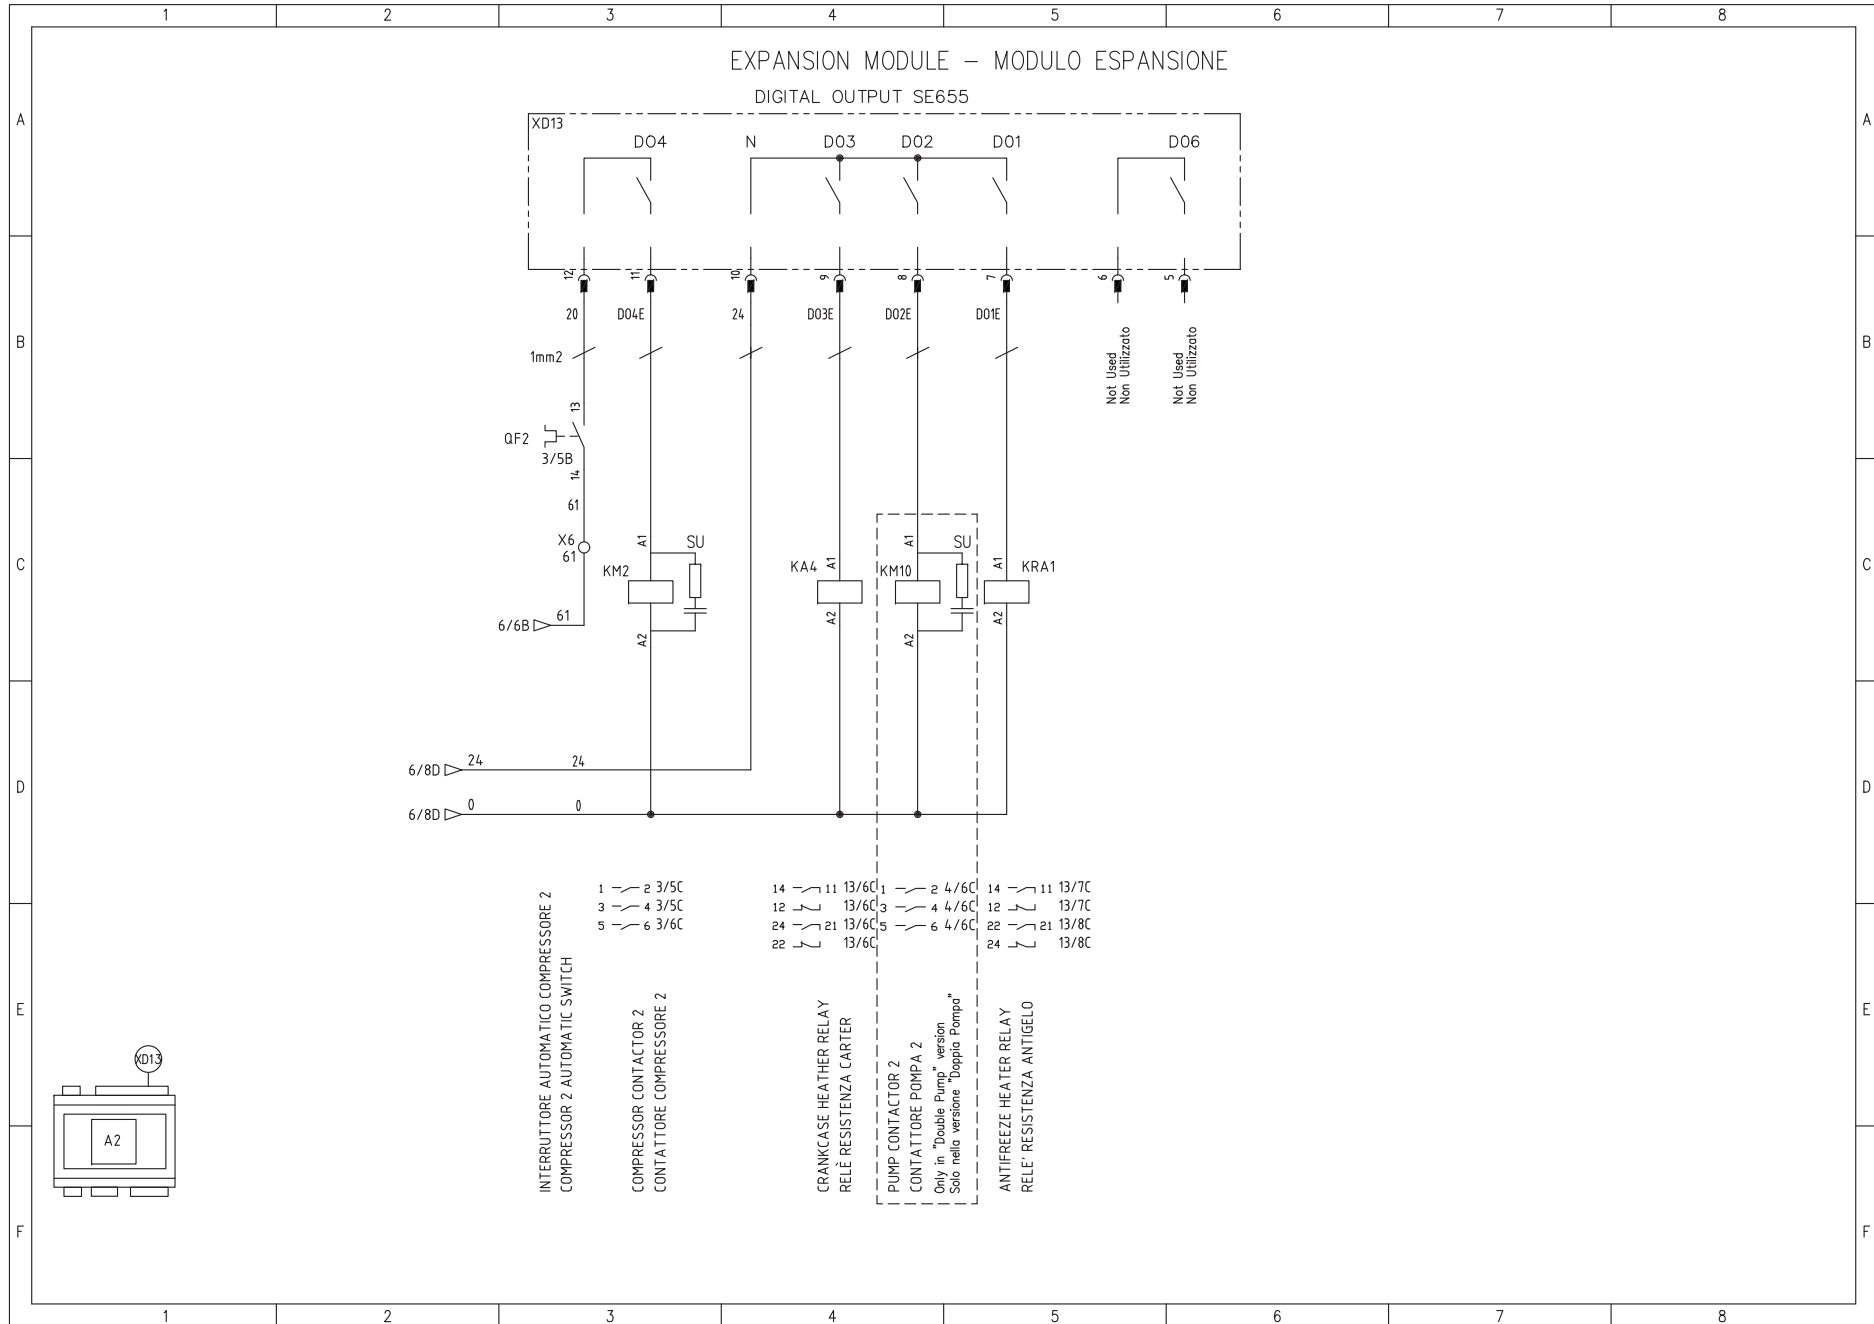 1 2 3 4 5 6 7 8
EXPANSION MODULE – MODULO ESPANSIONE
DIGITAL OUTPUT SE655
A A
XD13
DO4 N DO3 DO2 DO1 DO6
12 11 10 9 8 7 6 5
20 DO4E 24 DO3E DO2E DO1E
B B
1mm2
Not Used
Non Utilizzato
Not Used
Non Utilizzato
13
QF2
3/5B
14
61
X6
61
A1 SU A1 SU
C C
KM2 KA4 A1 KM10 A1 KRA1
6/6B 61
A2 A2 A2 A2
6/8D 24 24
D D
6/8D 0 0
1 2 3/5C
3 4 3/5C
5 6 3/6C
14 11 13/6C
12 13/6C
24 21 13/6C
22 13/6C
1 2 4/6C
3 4 4/6C
5 6 4/6C
14 11 13/7C
12 13/7C
22 21 13/8C
24 13/8C
E E
INTERRUTTORE AUTOMATICO COMPRESSORE 2
COMPRESSOR 2 AUTOMATIC SWITCH
COMPRESSOR CONTACTOR 2
CONTATTORE COMPRESSORE 2
CRANKCASE HEATHER RELAY
RELÈ RESISTENZA CARTER
PUMP CONTACTOR 2
CONTATTORE POMPA 2
Only in "Double Pump" version
Solo nella versione "Doppia Pompa"
ANTIFREEZE HEATER RELAY
RELE' RESISTENZA ANTIGELO
XD13
A2
F F
1 2 3 4 5 6 7 8